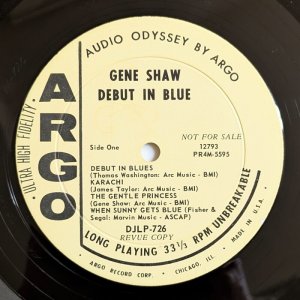 AUDIO ODYSSEY BY ARGO
GENE SHAW
DEBUT IN BLUE
ULTRA HIGH FIDELITY
ARGO
NOT FOR SALE
Side One
12793
PR4M-5595
DEBUT IN BLUES
(Thomas Washington: Arc Music - BMI)
KARACHI
(James Taylor: Arc Music - BMI)
THE GENTLE PRINCESS
(Gene Shaw: Arc Music - BMI)
WHEN SUNNY GETS BLUE (Fisher &
Segal: Marvin Music - ASCAP)
DJLP-726
REVUE COPY
LONG PLAYING 33⅓ RPM UNBREAKABLE
ARGO RECORD CORP. CHICAGO, ILL. MADE IN U.S.A.